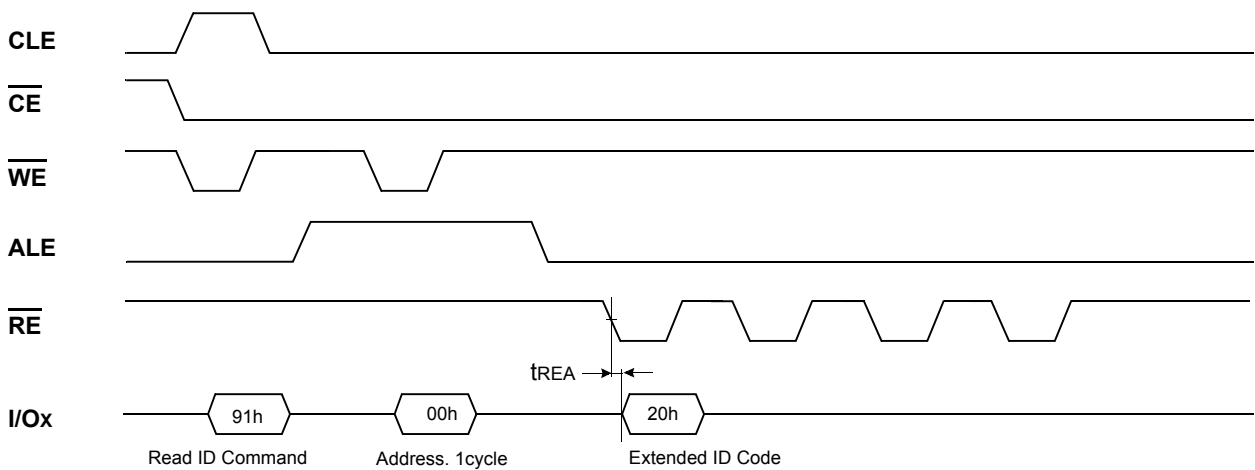 CLE
CE
WE
ALE
RE
tREA
I/Ox
91h
00h
20h
Read ID Command
Address. 1cycle
Extended ID Code